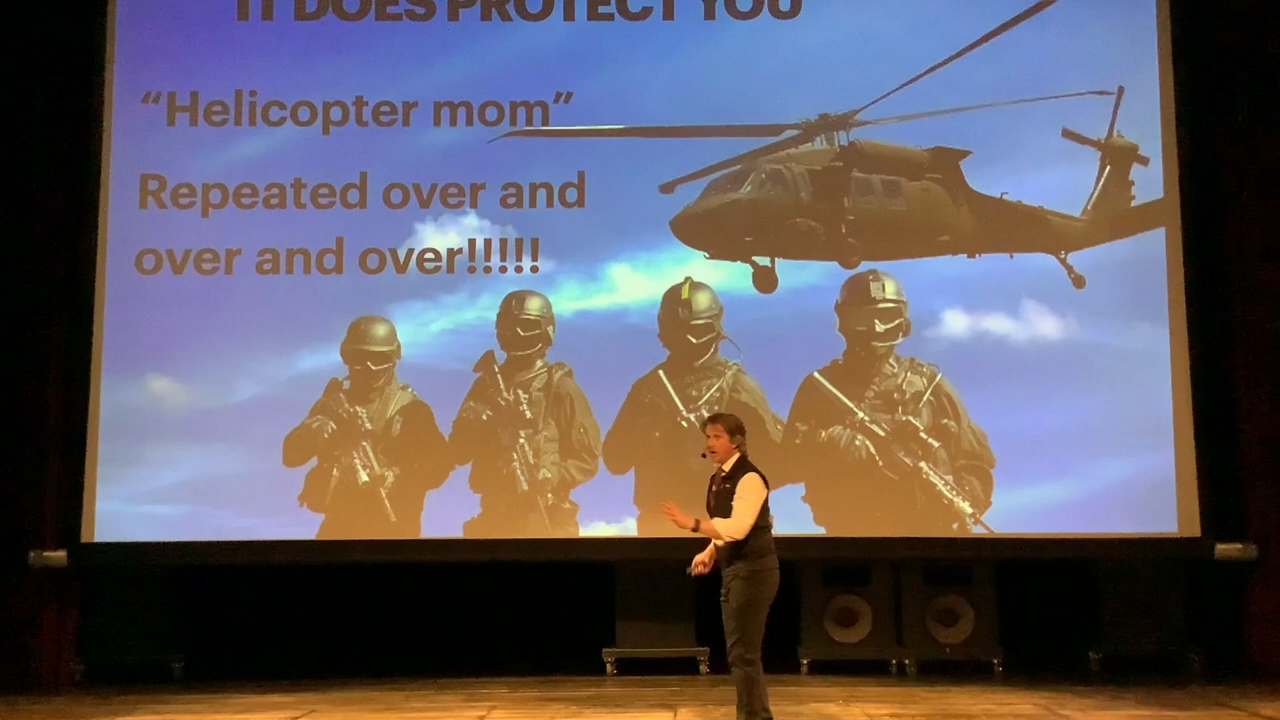 IT DOES PROTECT YOU
“Helicopter mom”
Repeated over and
over and over!!!!!